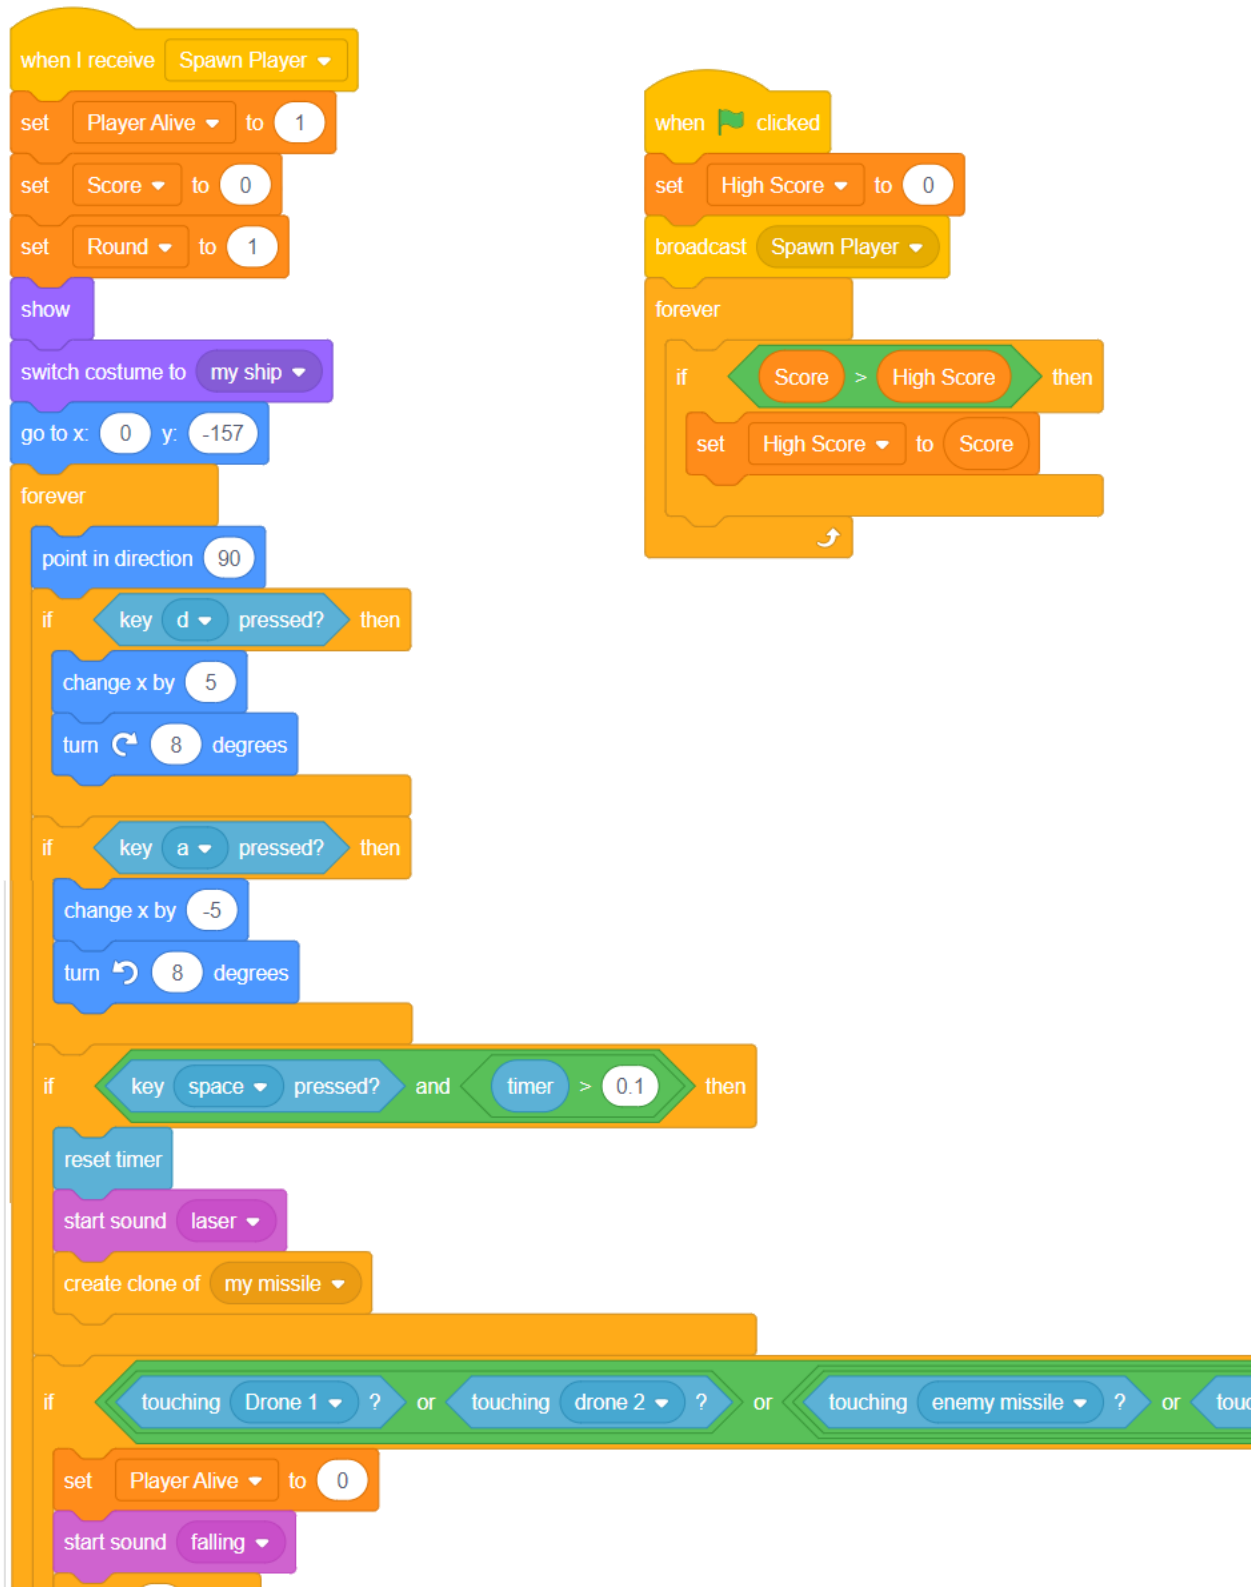 when I receive Spawn Player
set Player Alive to 1
set Score to 0
set Round to 1
show
switch costume to my ship
go to x: 0 y: -157
forever
point in direction 90
if key d pressed? then
change x by 5
turn 8 degrees
if key a pressed? then
change x by -5
turn 8 degrees
if key space pressed? and timer > 0.1 then
reset timer
start sound laser
create clone of my missile
if touching Drone 1 ? or touching drone 2 ? or touching enemy missile ? or
set Player Alive to 0
start sound falling
when clicked
set High Score to 0
broadcast Spawn Player
forever
if Score > High Score then
set High Score to Score